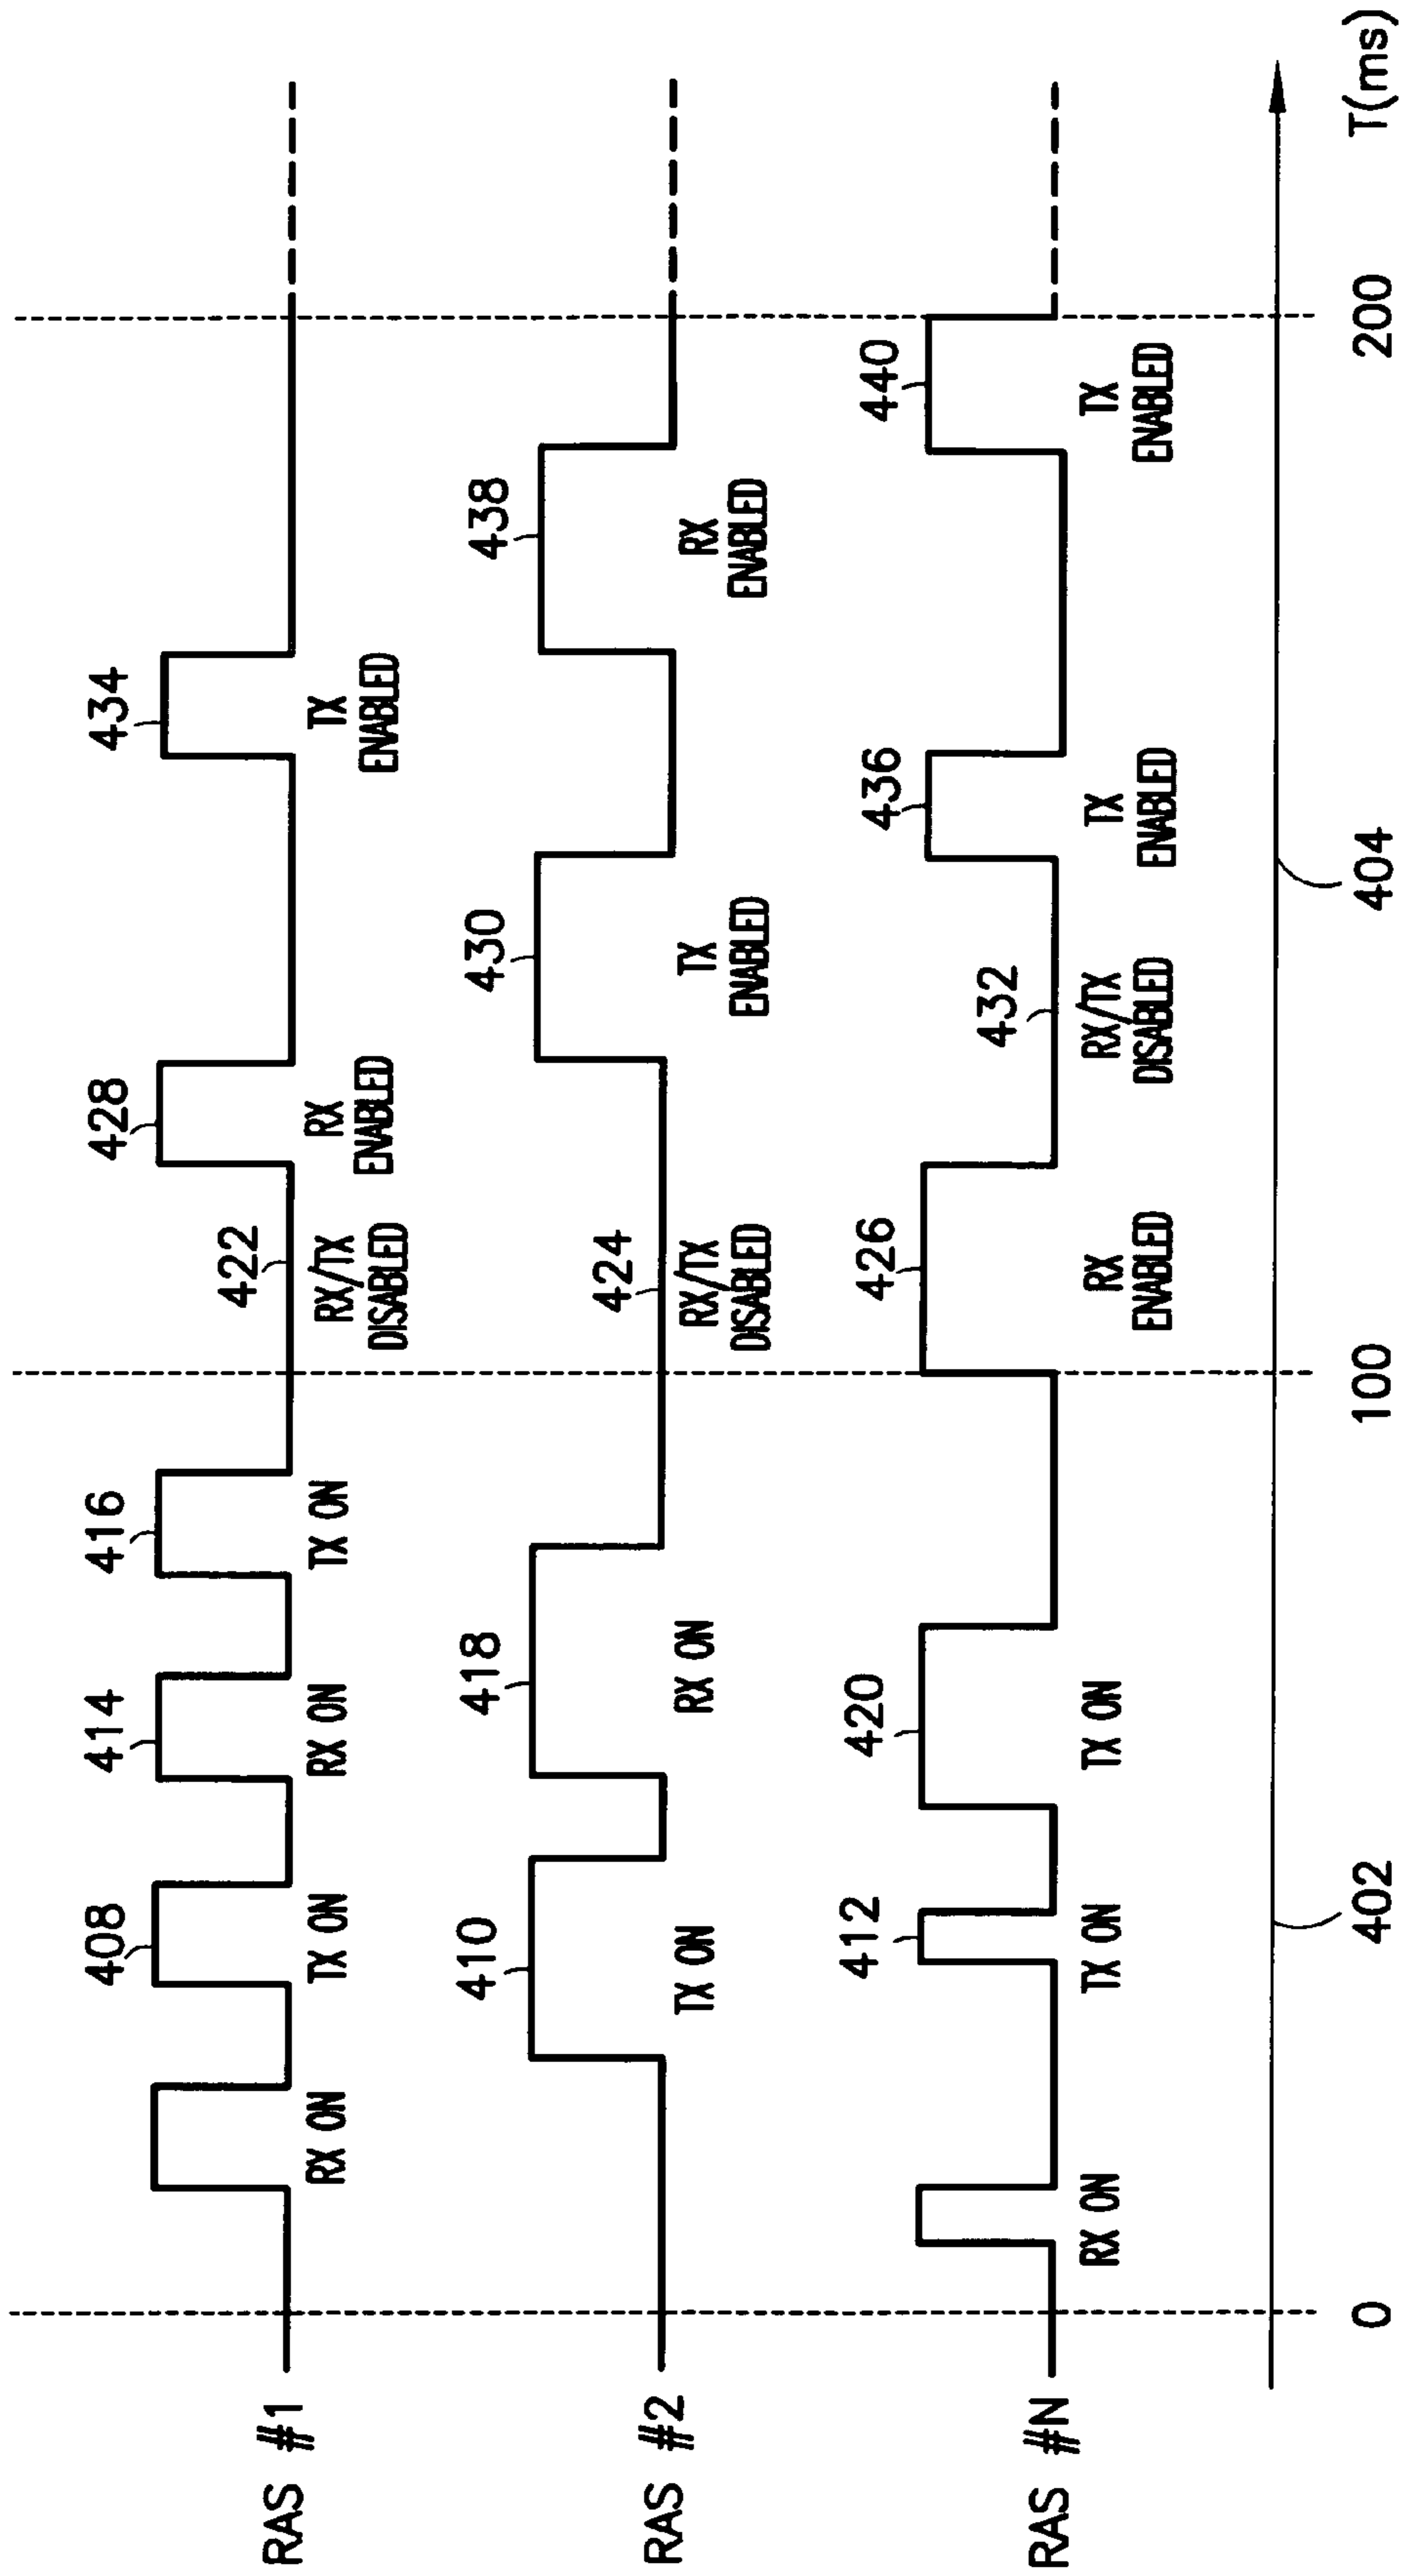 RAS #1
RX ON
408
TX ON
414
RX ON
416
TX ON
422
RX/TX
DISABLED
428
RX
ENABLED
434
TX
ENABLED
RAS #2
410
TX ON
418
RX ON
424
RX/TX
DISABLED
430
TX
ENABLED
438
RX
ENABLED
RAS #N
RX ON
412
TX ON
420
TX ON
426
RX
ENABLED
432
RX/TX
DISABLED
436
TX
ENABLED
440
TX
ENABLED
0
402
100
404
200
T(ms)